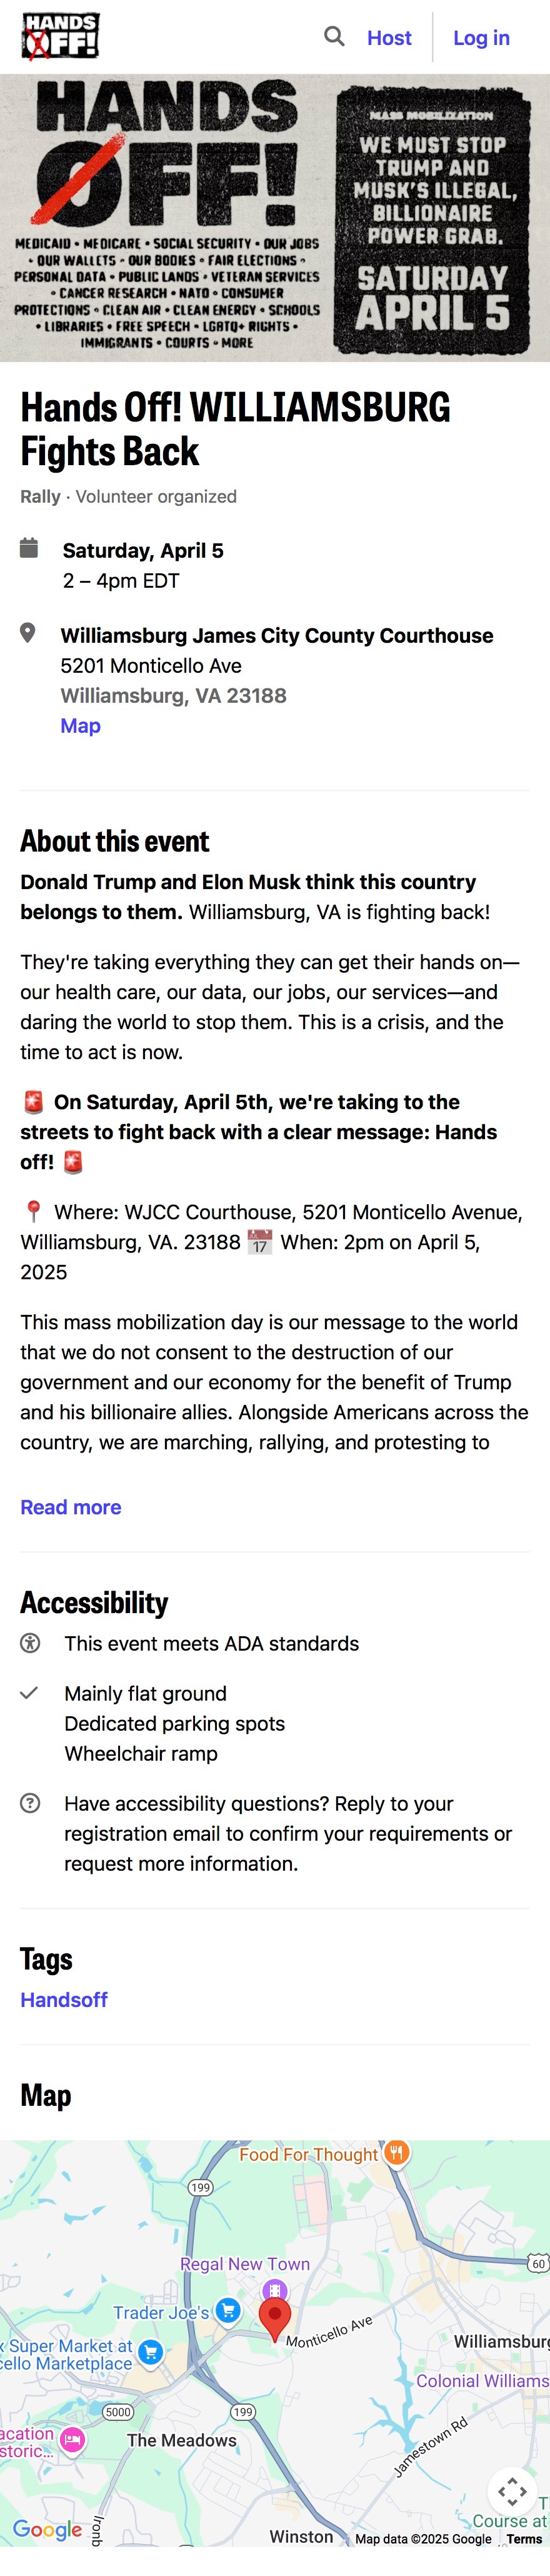 HANDS
OFF!
Host
Log in
HANDS
OFF!
MEDICAID • MEDICARE • SOCIAL SECURITY • OUR JOBS
• OUR WALLETS • OUR BODIES • FAIR ELECTIONS •
PERSONAL DATA • PUBLIC LANDS • VETERAN SERVICES
• CANCER RESEARCH • NATO • CONSUMER
PROTECTIONS • CLEAN AIR • CLEAN ENERGY • SCHOOLS
• LIBRARIES • FREE SPEECH • LGBTQ+ RIGHTS •
IMMIGRANTS • COURTS • MORE
MASS MOBILIZATION
WE MUST STOP
TRUMP AND
MUSK'S ILLEGAL,
BILLIONAIRE
POWER GRAB.
SATURDAY
APRIL 5
Hands Off! WILLIAMSBURG
Fights Back
Rally · Volunteer organized
Saturday, April 5
2 – 4pm EDT
Williamsburg James City County Courthouse
5201 Monticello Ave
Williamsburg, VA 23188
Map
About this event
Donald Trump and Elon Musk think this country
belongs to them. Williamsburg, VA is fighting back!
They're taking everything they can get their hands on—
our health care, our data, our jobs, our services—and
daring the world to stop them. This is a crisis, and the
time to act is now.
🚨 On Saturday, April 5th, we're taking to the
streets to fight back with a clear message: Hands
off! 🚨
📍 Where: WJCC Courthouse, 5201 Monticello Avenue,
Williamsburg, VA. 23188 📅 When: 2pm on April 5,
2025
This mass mobilization day is our message to the world
that we do not consent to the destruction of our
government and our economy for the benefit of Trump
and his billionaire allies. Alongside Americans across the
country, we are marching, rallying, and protesting to
Read more
Accessibility
This event meets ADA standards
Mainly flat ground
Dedicated parking spots
Wheelchair ramp
Have accessibility questions? Reply to your
registration email to confirm your requirements or
request more information.
Tags
Handsoff
Map
Food For Thought
199
60
Regal New Town
Trader Joe's
Monticello Ave
x Super Market at
cello Marketplace
Williamsburg
Colonial Williams
5000
199
acation
storic...
The Meadows
Jamestown Rd
Ironb
T
Course at
Google
Winston
Map data ©2025 Google
Terms